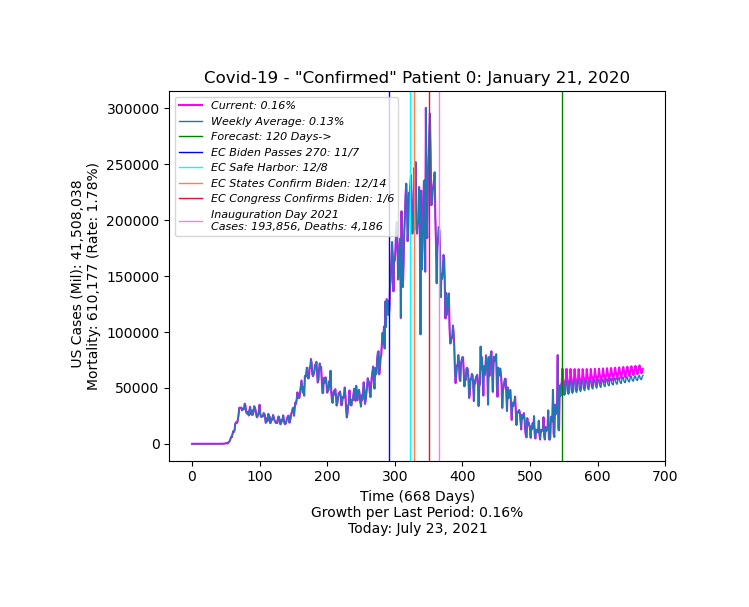 Covid-19 - "Confirmed" Patient 0: January 21, 2020
300000
250000
200000
150000
100000
50000
0
US Cases (Mil): 41,508,038
Mortality: 610,177 (Rate: 1.78%)
Current: 0.16%
Weekly Average: 0.13%
Forecast: 120 Days->
EC Biden Passes 270: 11/7
EC Safe Harbor: 12/8
EC States Confirm Biden: 12/14
EC Congress Confirms Biden: 1/6
Inauguration Day 2021
Cases: 193,856, Deaths: 4,186
0 100 200 300 400 500 600 700
Time (668 Days)
Growth per Last Period: 0.16%
Today: July 23, 2021